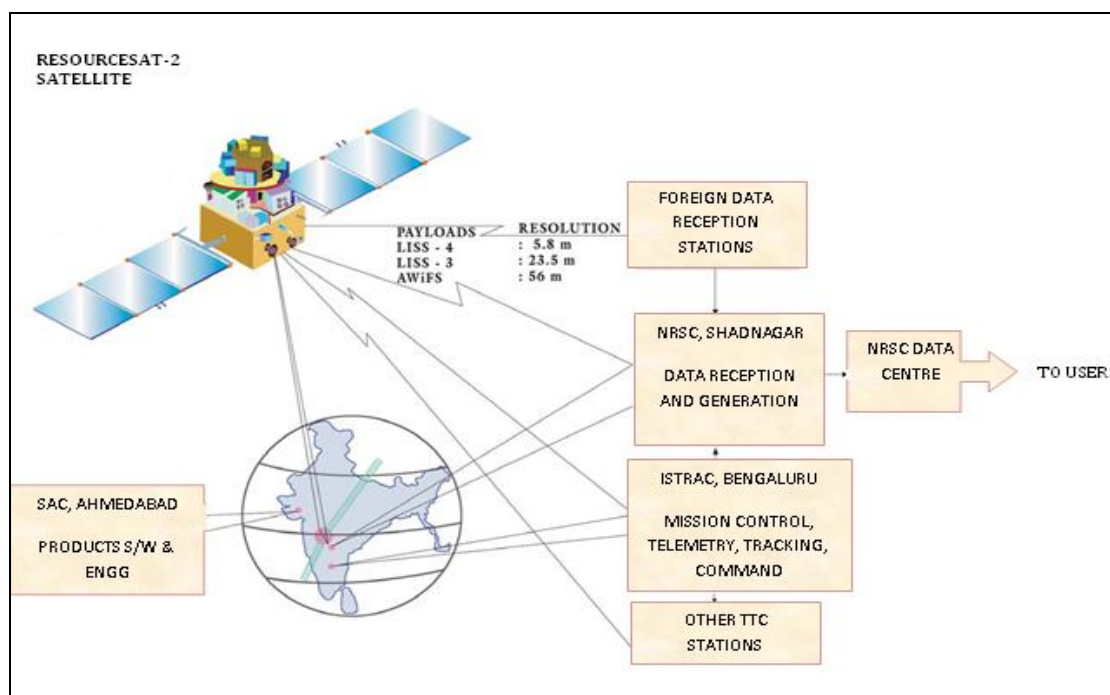 RESOURCESAT-2
SATELLITE
PAYLOADS RESOLUTION
LISS - 4 : 5.8 m
LISS - 3 : 23.5 m
AWiFS : 56 m
FOREIGN DATA
RECEPTION
STATIONS
NRSC, SHADNAGAR
DATA RECEPTION
AND GENERATION
NRSC DATA
CENTRE
TO USER
SAC, AHMEDABAD
PRODUCTS S/W &
ENGG
ISTRAC, BENGALURU
MISSION CONTROL,
TELEMETRY, TRACKING,
COMMAND
OTHER TTC
STATIONS